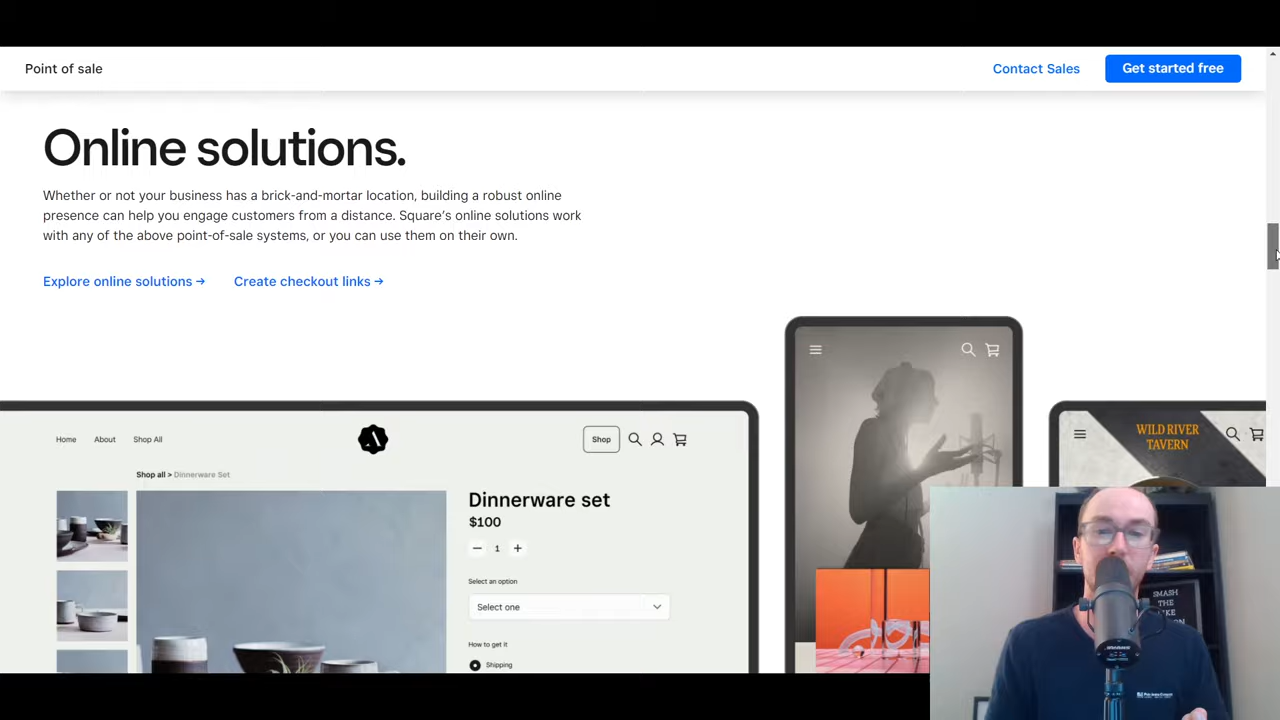 Point of sale
Contact Sales
Get started free
Online solutions.
Whether or not your business has a brick-and-mortar location, building a robust online
presence can help you engage customers from a distance. Square’s online solutions work
with any of the above point-of-sale systems, or you can use them on their own.
Explore online solutions →
Create checkout links →
Home
About
Shop All
Shop
WILD RIVER
TAVERN
Shop all > Dinnerware Set
Dinnerware set
$100
1
Select an option
Select one
How to get it
Shipping
SMASH
THE
LIKE